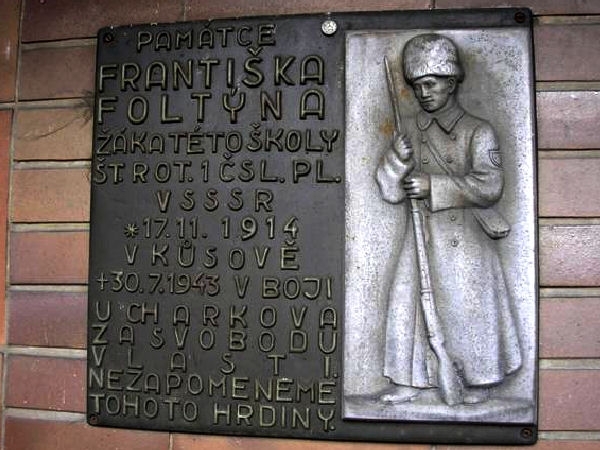 PAMÁTCE
FRANTIŠKA
FOLTÝNA
ŽÁKA TÉTO ŠKOLY
ŠT. ROT. 1 ČSL. PL.
V SSSR
*17.11. 1914
V KŮSOVĚ
+30.7.1943 V BOJI
U CHARKOVA
ZA SVOBODU
VLASTI.
NEZAPOMENEME
TOHOTO HRDINY.